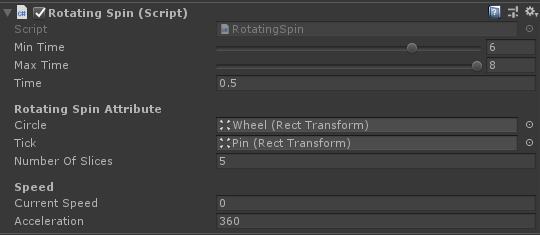 Rotating Spin (Script)
Script RotatingSpin
Min Time 6
Max Time 8
Time 0.5
Rotating Spin Attribute
Circle Wheel (Rect Transform)
Tick Pin (Rect Transform)
Number Of Slices 5
Speed
Current Speed 0
Acceleration 360